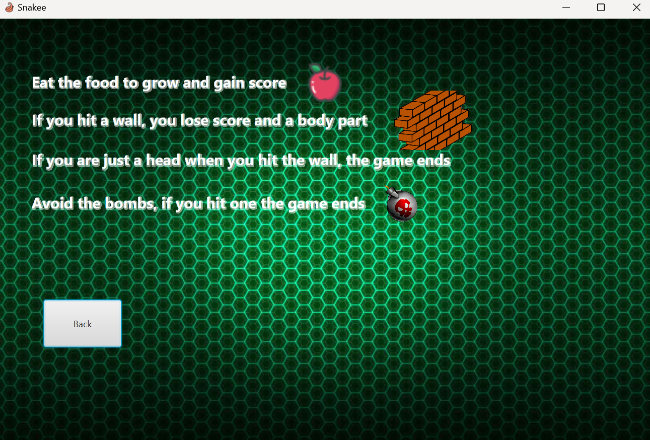 Snakee
Eat the food to grow and gain score
If you hit a wall, you lose score and a body part
If you are just a head when you hit the wall, the game ends
Avoid the bombs, if you hit one the game ends
Back